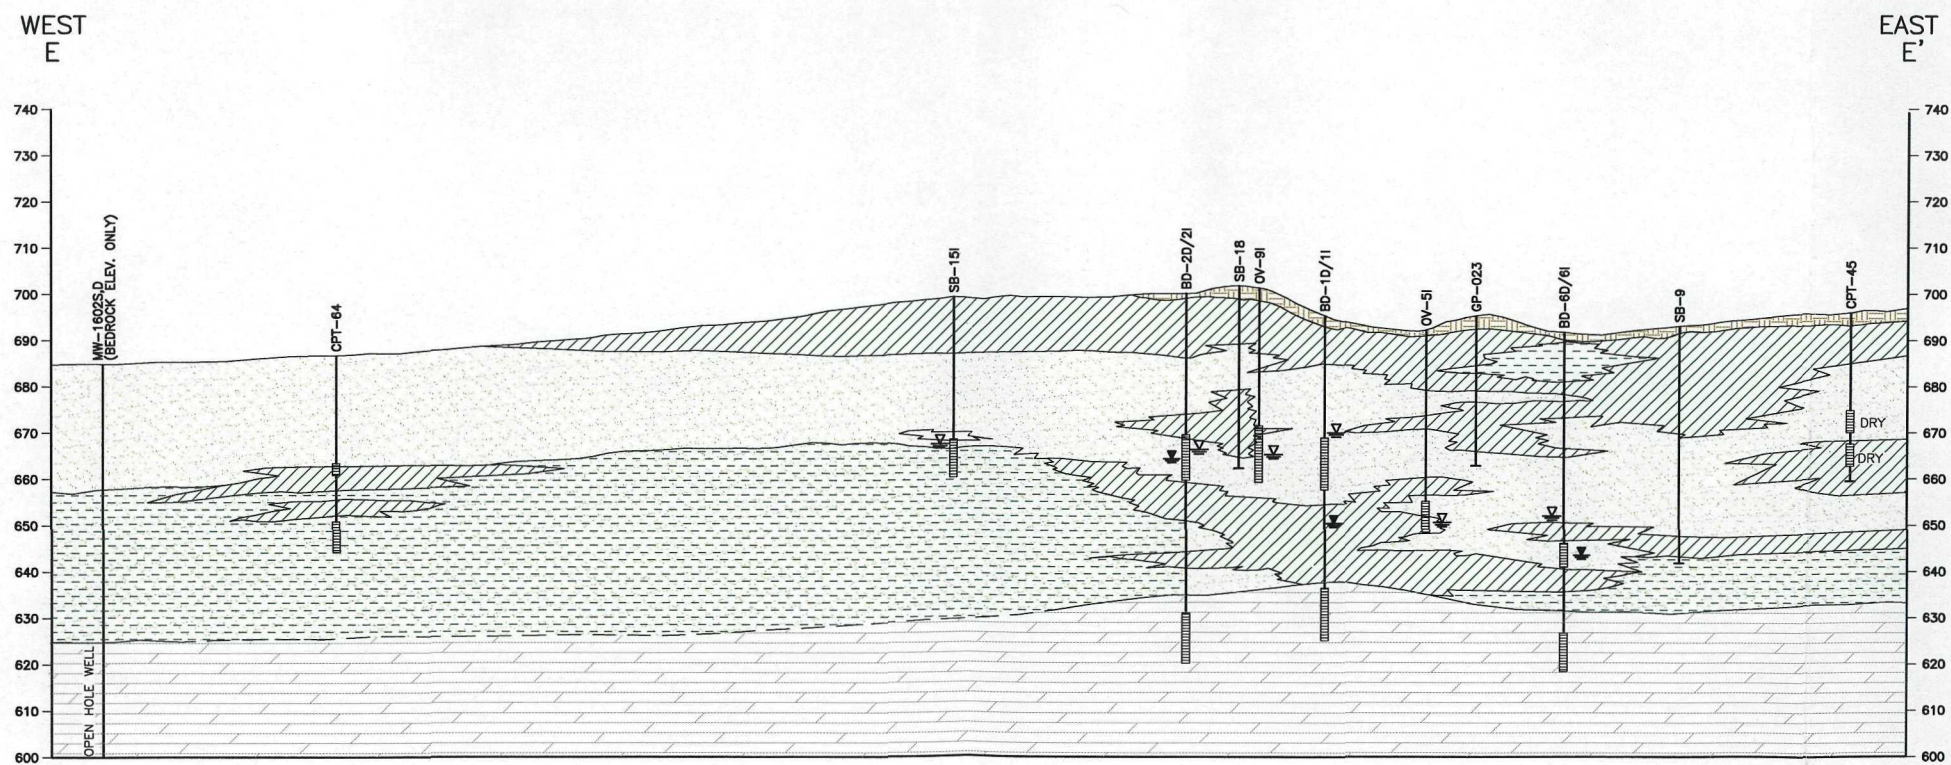 WEST
E
EAST
E'
740
730
720
710
700
690
680
670
660
650
640
630
620
610
600
MW-1602S,D
(BEDROCK ELEV. ONLY)
OPEN HOLE WELL
CPT-64
SB-15I
BD-2D/2I
SB-18
OV-9I
BD-1D/1I
OV-5I
GP-023
BD-6D/6I
SB-9
CPT-45
DRY
DRY
740
730
720
710
700
690
680
670
660
650
640
630
620
610
600